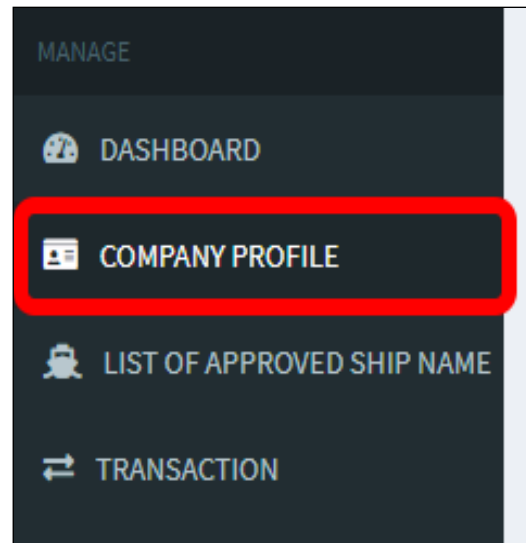 MANAGE
DASHBOARD
COMPANY PROFILE
LIST OF APPROVED SHIP NAME
TRANSACTION